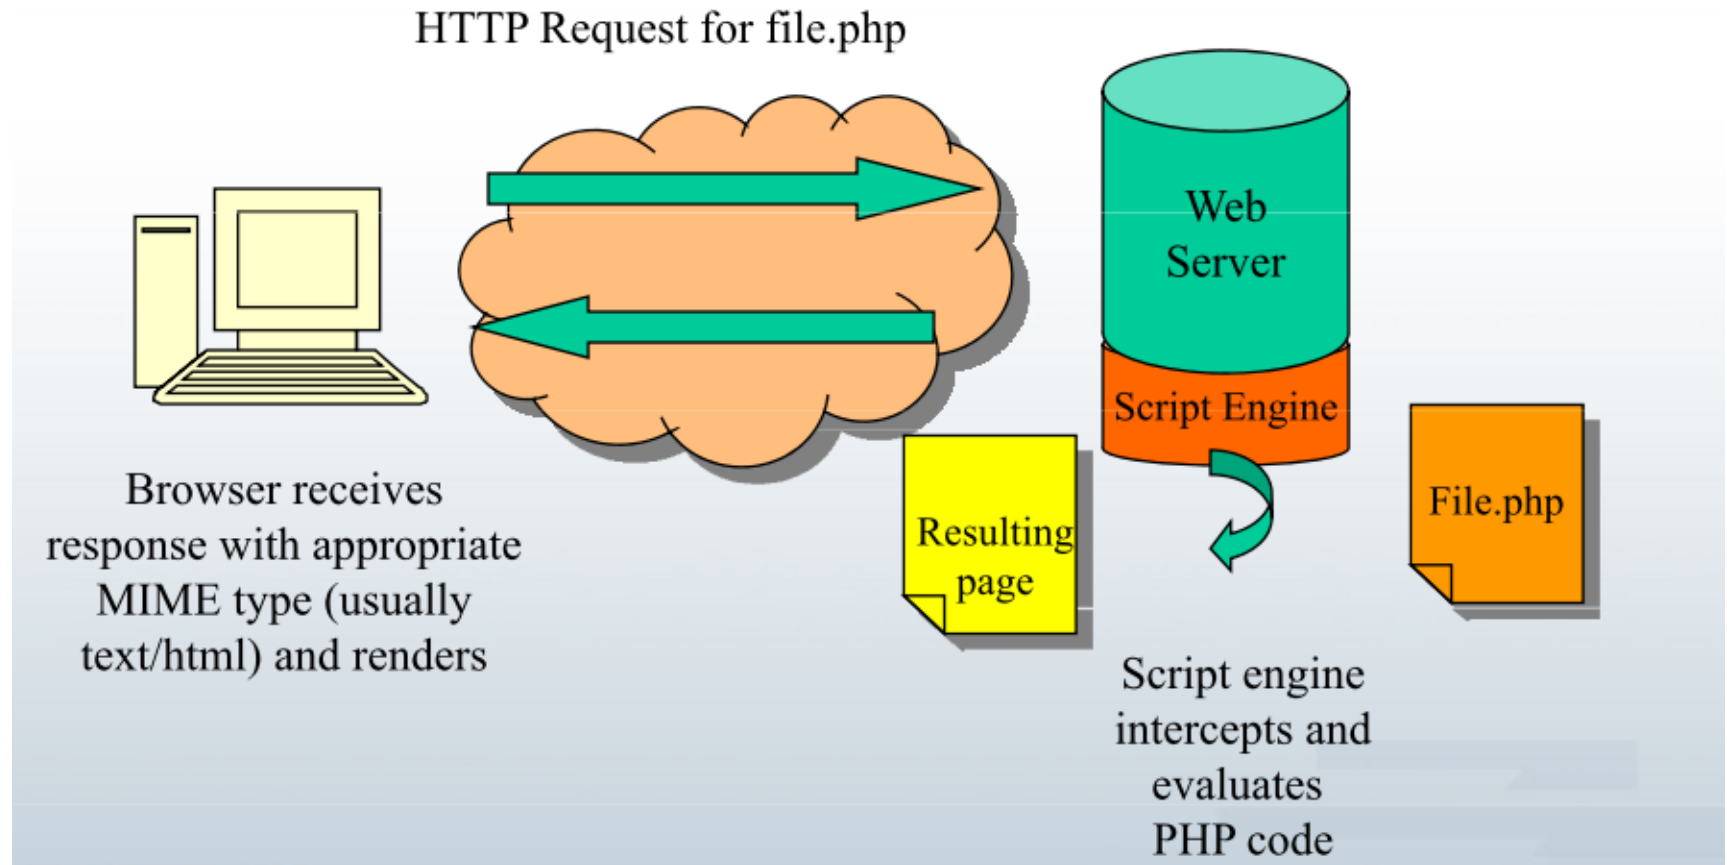 HTTP Request for file.php
Web
Server
Script Engine
File.php
Resulting
page
Browser receives
response with appropriate
MIME type (usually
text/html) and renders
Script engine
intercepts and
evaluates
PHP code